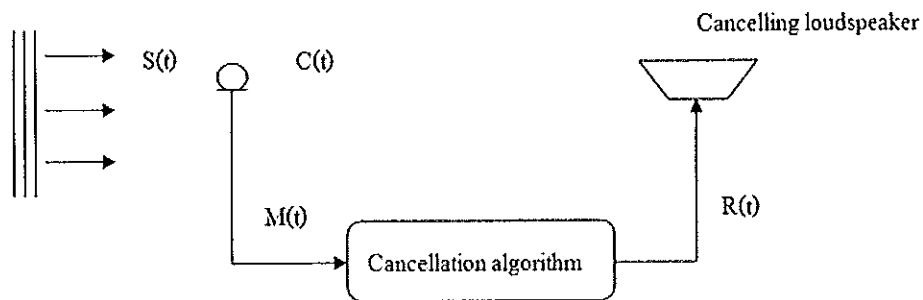 Cancelling loudspeaker
S(t)
C(t)
R(t)
M(t)
Cancellation algorithm